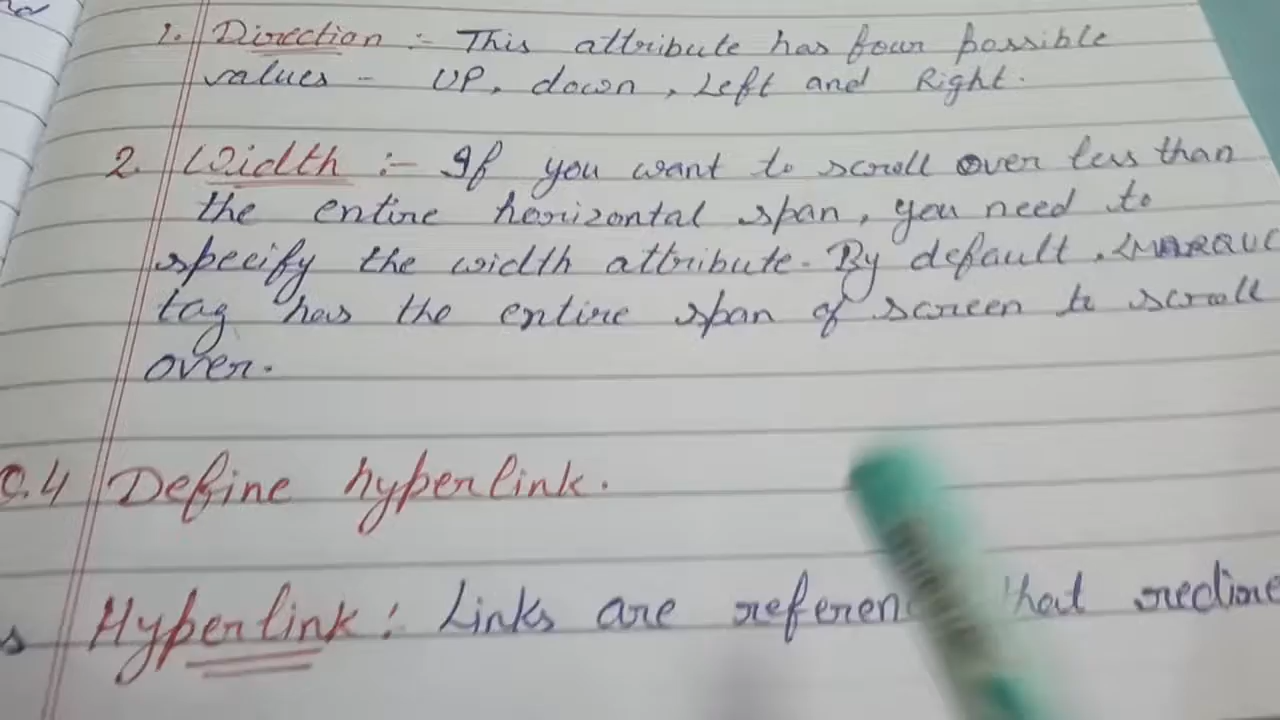 1. Direction :- This attribute has four possible
values - UP, down, Left and Right.
2. Width :- If you want to scroll over less than
the entire horizontal span, you need to
specify the width attribute. By default, <MARQUE
tag has the entire span of screen to scroll
over.
Q.4 Define hyperlink.
s Hyperlink: Links are that